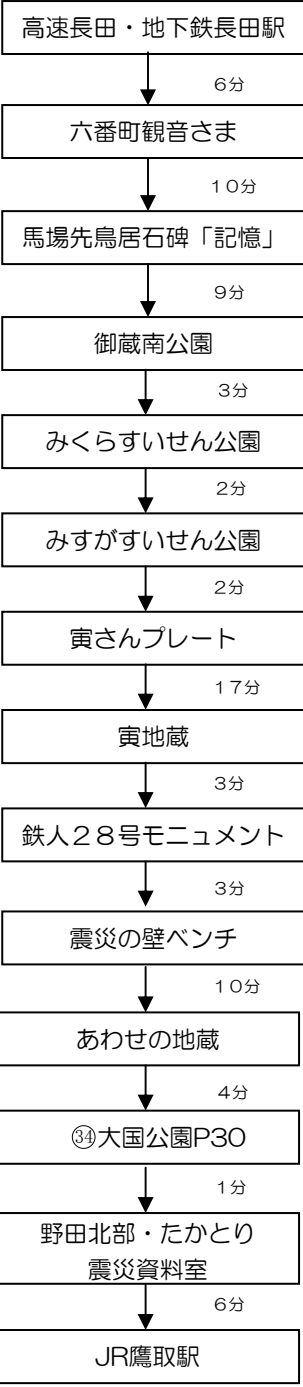 高速長田・地下鉄長田駅
６分
六番町観音さま
１０分
馬場先鳥居石碑「記憶」
９分
御蔵南公園
３分
みくらすいせん公園
２分
みすがすいせん公園
２分
寅さんプレート
１７分
寅地蔵
３分
鉄人２８号モニュメント
３分
震災の壁ベンチ
１０分
あわせの地蔵
４分
㉞大国公園P30
１分
野田北部・たかとり
震災資料室
６分
JR鷹取駅